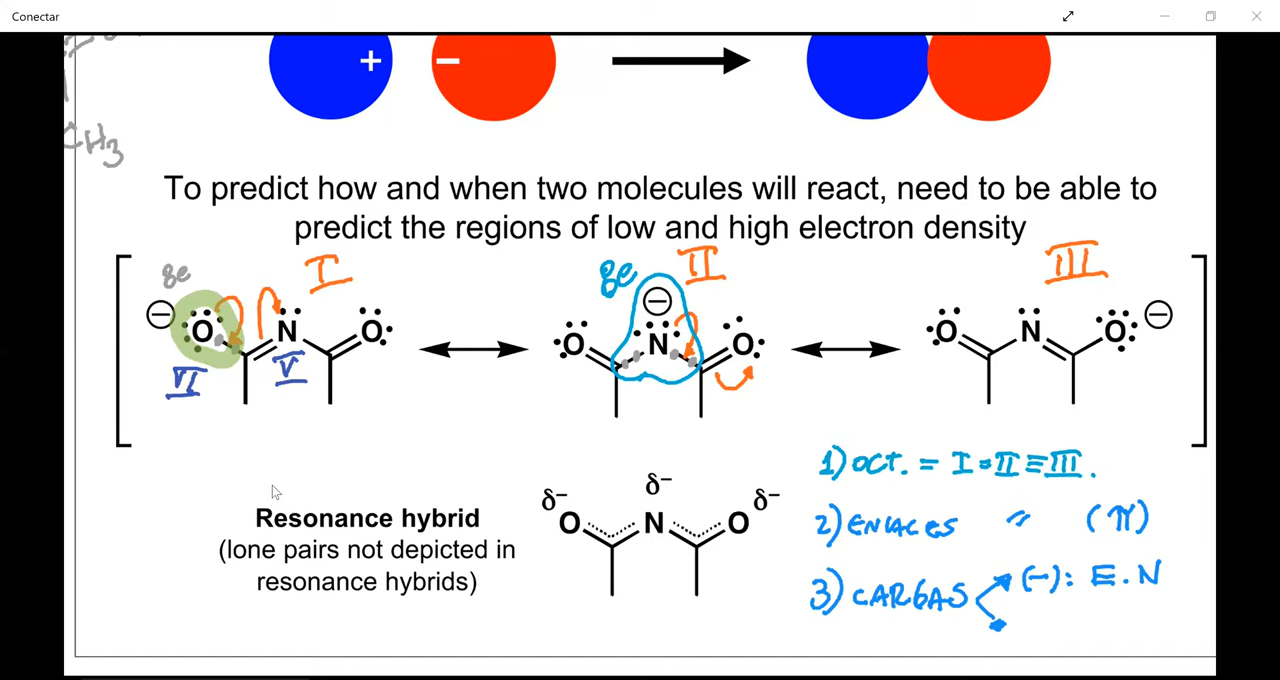 Conectar
+ −
CH3
To predict how and when two molecules will react, need to be able to
predict the regions of low and high electron density
8e I 8e II III
⊖ O N O O N ⊖ O O N O ⊖
VI V
1) OCT. = I = II ≡ III.
δ− δ− δ−
O N O
Resonance hybrid
(lone pairs not depicted in
resonance hybrids)
2) ENLACES " (π)
3) CARGAS (−): E.N